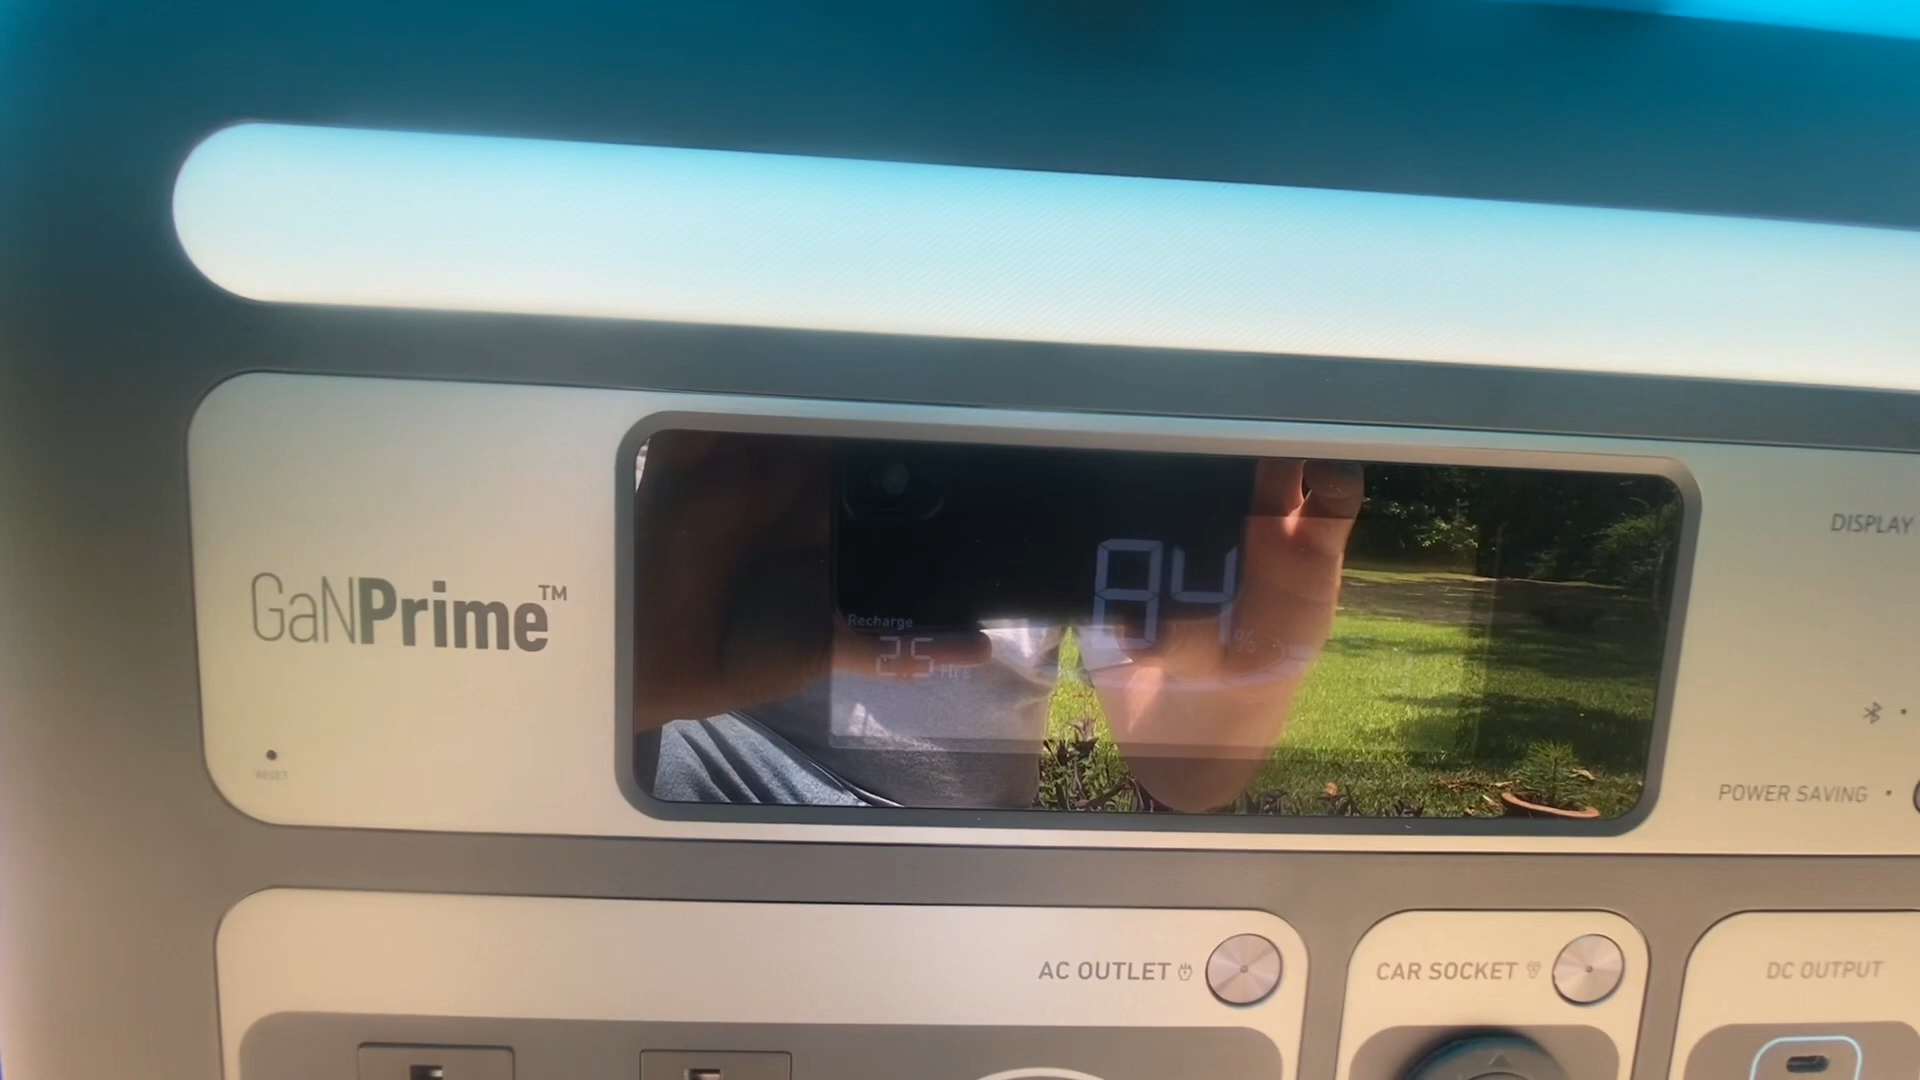 GaNPrime™
RESET
Recharge
2.5 Hrs
84%
DISPLAY
POWER SAVING
AC OUTLET
CAR SOCKET
DC OUTPUT